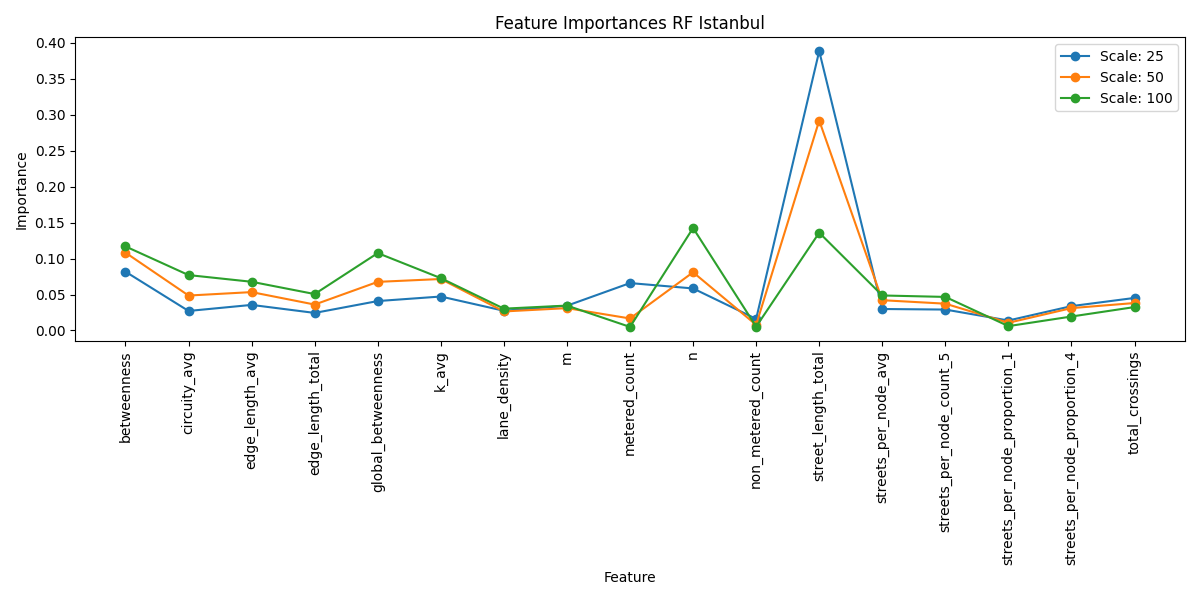 Feature Importances RF Istanbul
Importance
0.40
0.35
0.30
0.25
0.20
0.15
0.10
0.05
0.00
Scale: 25
Scale: 50
Scale: 100
betweenness
circuity_avg
edge_length_avg
edge_length_total
global_betweenness
k_avg
lane_density
m
metered_count
n
non_metered_count
street_length_total
streets_per_node_avg
streets_per_node_count_5
streets_per_node_proportion_1
streets_per_node_proportion_4
total_crossings
Feature